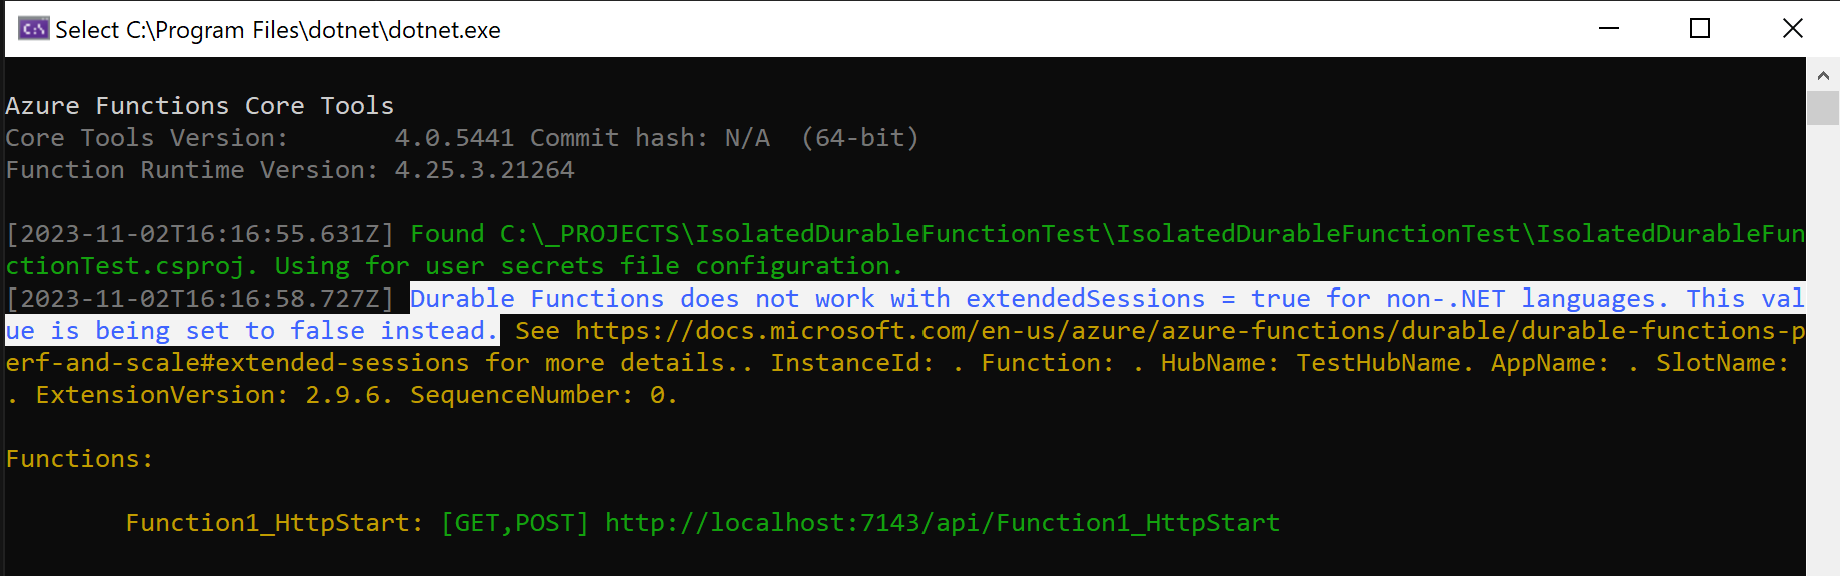 Select C:\Program Files\dotnet\dotnet.exe
Azure Functions Core Tools
Core Tools Version:       4.0.5441 Commit hash: N/A  (64-bit)
Function Runtime Version: 4.25.3.21264
[2023-11-02T16:16:55.631Z] Found C:\_PROJECTS\IsolatedDurableFunctionTest\IsolatedDurableFunctionTest\IsolatedDurableFun
ctionTest.csproj. Using for user secrets file configuration.
[2023-11-02T16:16:58.727Z] Durable Functions does not work with extendedSessions = true for non-.NET languages. This val
ue is being set to false instead. See https://docs.microsoft.com/en-us/azure/azure-functions/durable/durable-functions-p
erf-and-scale#extended-sessions for more details.. InstanceId: . Function: . HubName: TestHubName. AppName: . SlotName:
. ExtensionVersion: 2.9.6. SequenceNumber: 0.
Functions:
Function1_HttpStart: [GET,POST] http://localhost:7143/api/Function1_HttpStart